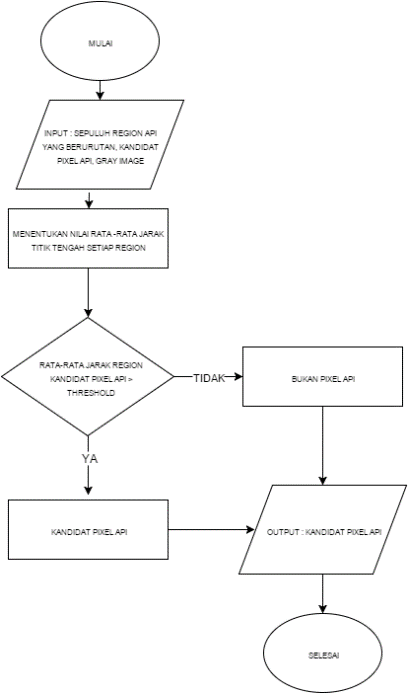 MULAI
INPUT : SEPULUH REGION API
YANG BERURUTAN, KANDIDAT
PIXEL API, GRAY IMAGE
MENENTUKAN NILAI RATA -RATA JARAK
TITIK TENGAH SETIAP REGION
RATA-RATA JARAK REGION
KANDIDAT PIXEL API >
THRESHOLD
TIDAK
BUKAN PIXEL API
YA
KANDIDAT PIXEL API
OUTPUT : KANDIDAT PIXEL API
SELESAI